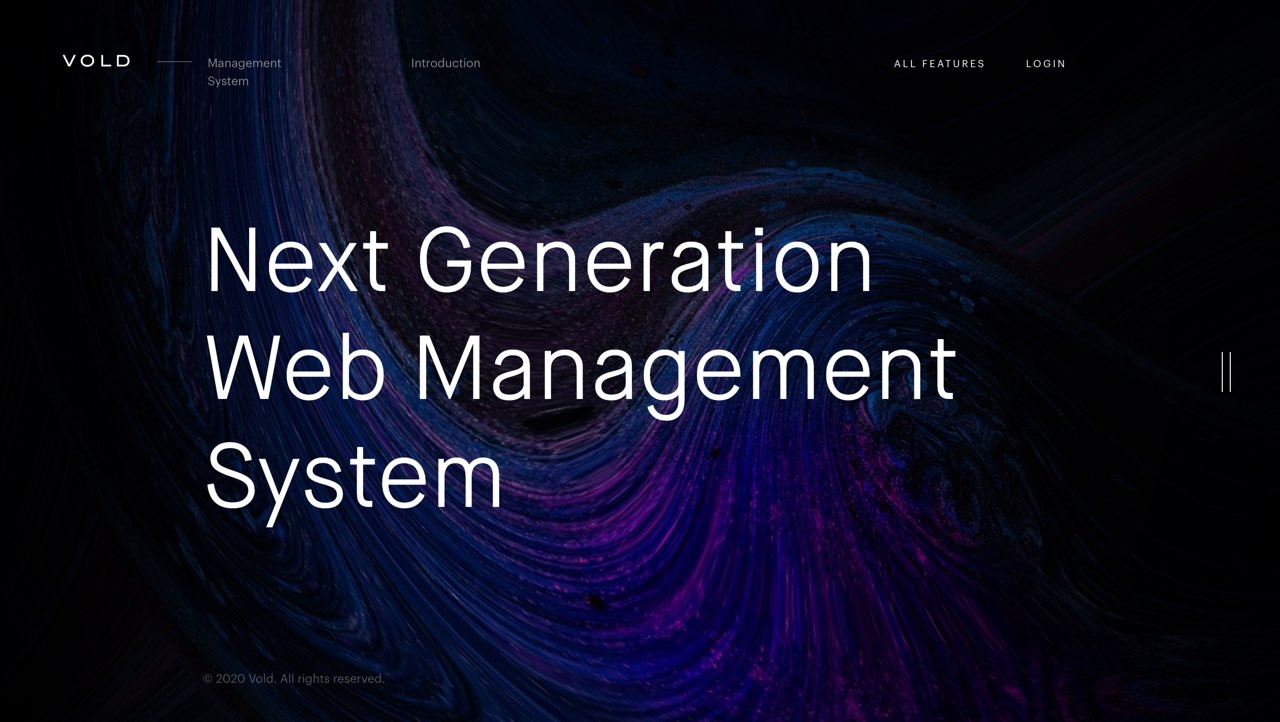 VOLD
Management
System
Introduction
ALL FEATURES
LOGIN
Next Generation
Web Management
System
© 2020 Vold. All rights reserved.